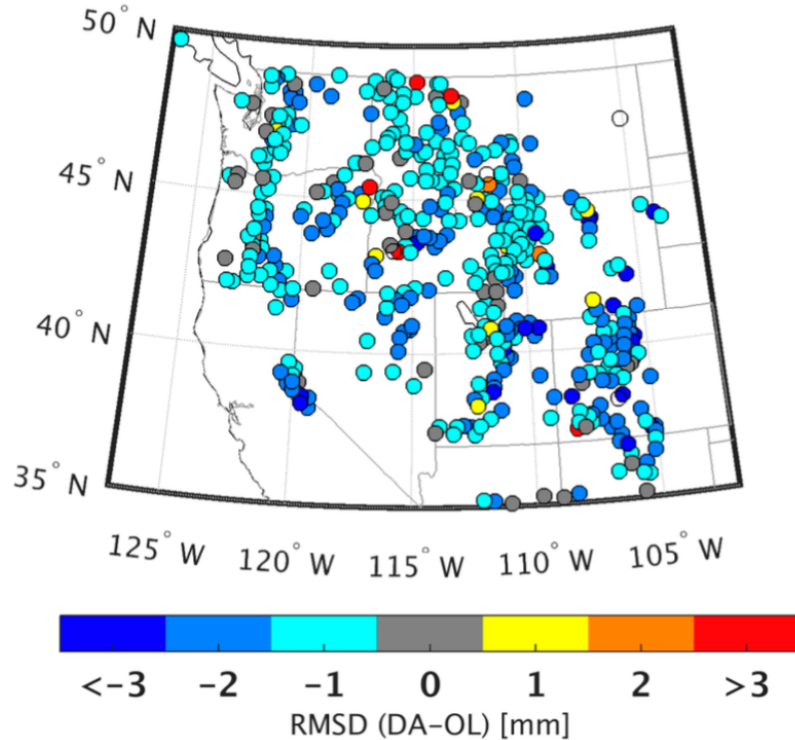 50° N
45° N
40° N
35° N
125° W
120° W
115° W
110° W
105° W
<-3 -2 -1 0 1 2 >3
RMSD (DA-OL) [mm]